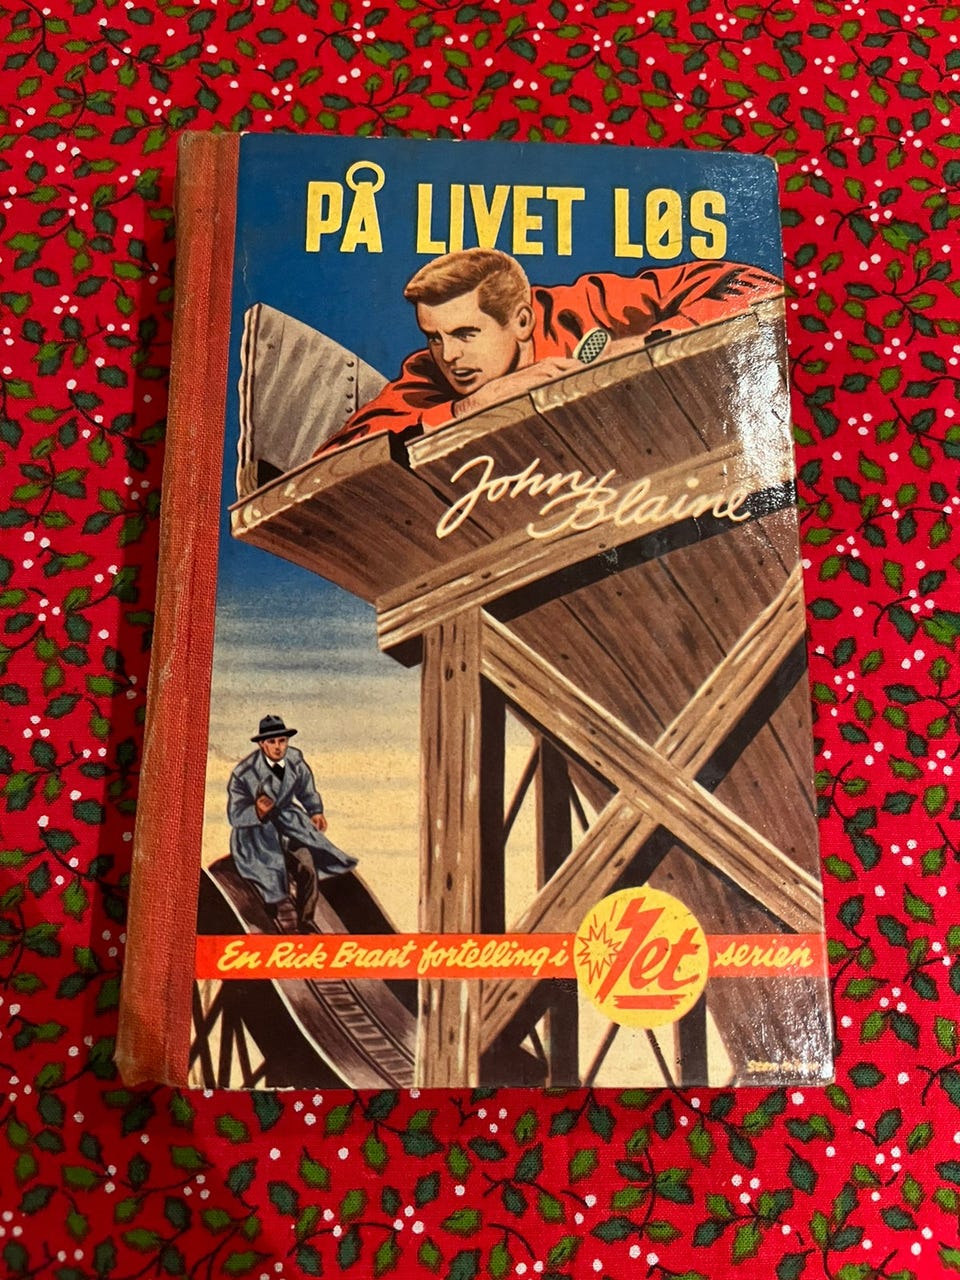 PÅ LIVET LØS
John Blaine
En Rick Brant fortelling i Jet serien